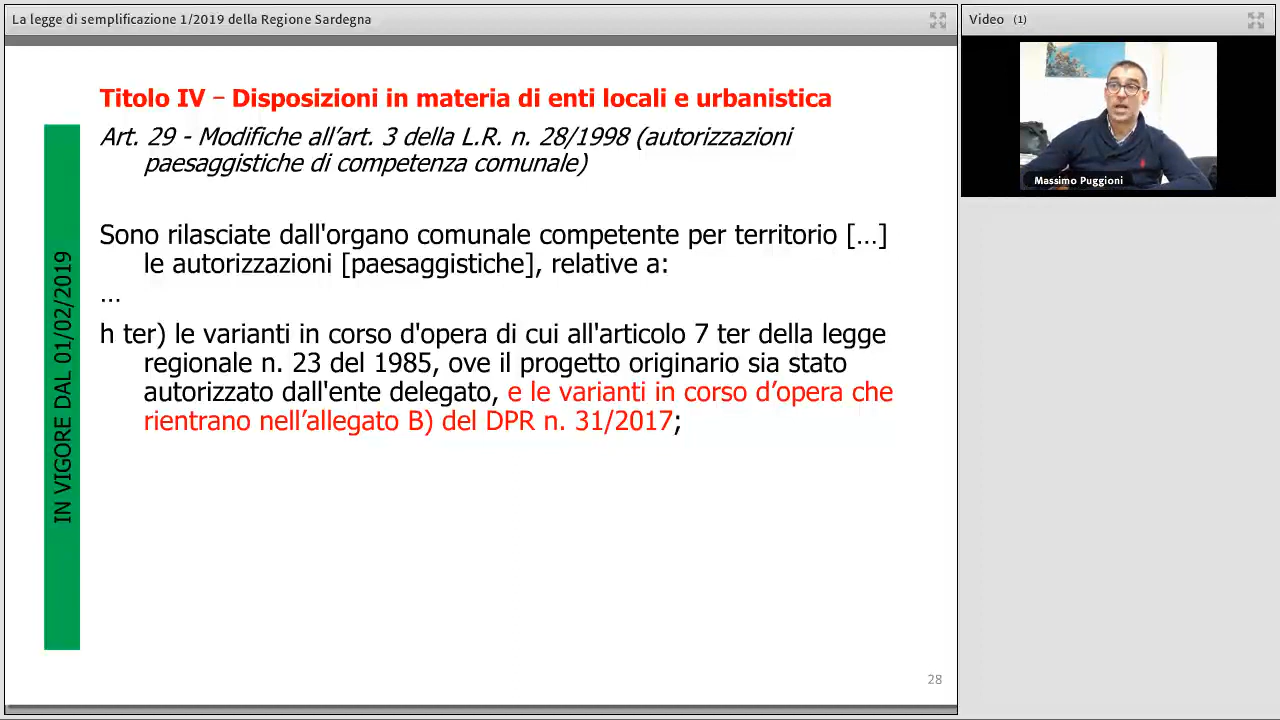 La legge di semplificazione 1/2019 della Regione Sardegna
Video (1)
Massimo Puggioni
Titolo IV – Disposizioni in materia di enti locali e urbanistica
Art. 29 - Modifiche all’art. 3 della L.R. n. 28/1998 (autorizzazioni
paesaggistiche di competenza comunale)
IN VIGORE DAL 01/02/2019
Sono rilasciate dall'organo comunale competente per territorio […]
le autorizzazioni [paesaggistiche], relative a:
…
h ter) le varianti in corso d'opera di cui all'articolo 7 ter della legge
regionale n. 23 del 1985, ove il progetto originario sia stato
autorizzato dall'ente delegato, e le varianti in corso d’opera che
rientrano nell’allegato B) del DPR n. 31/2017;
28